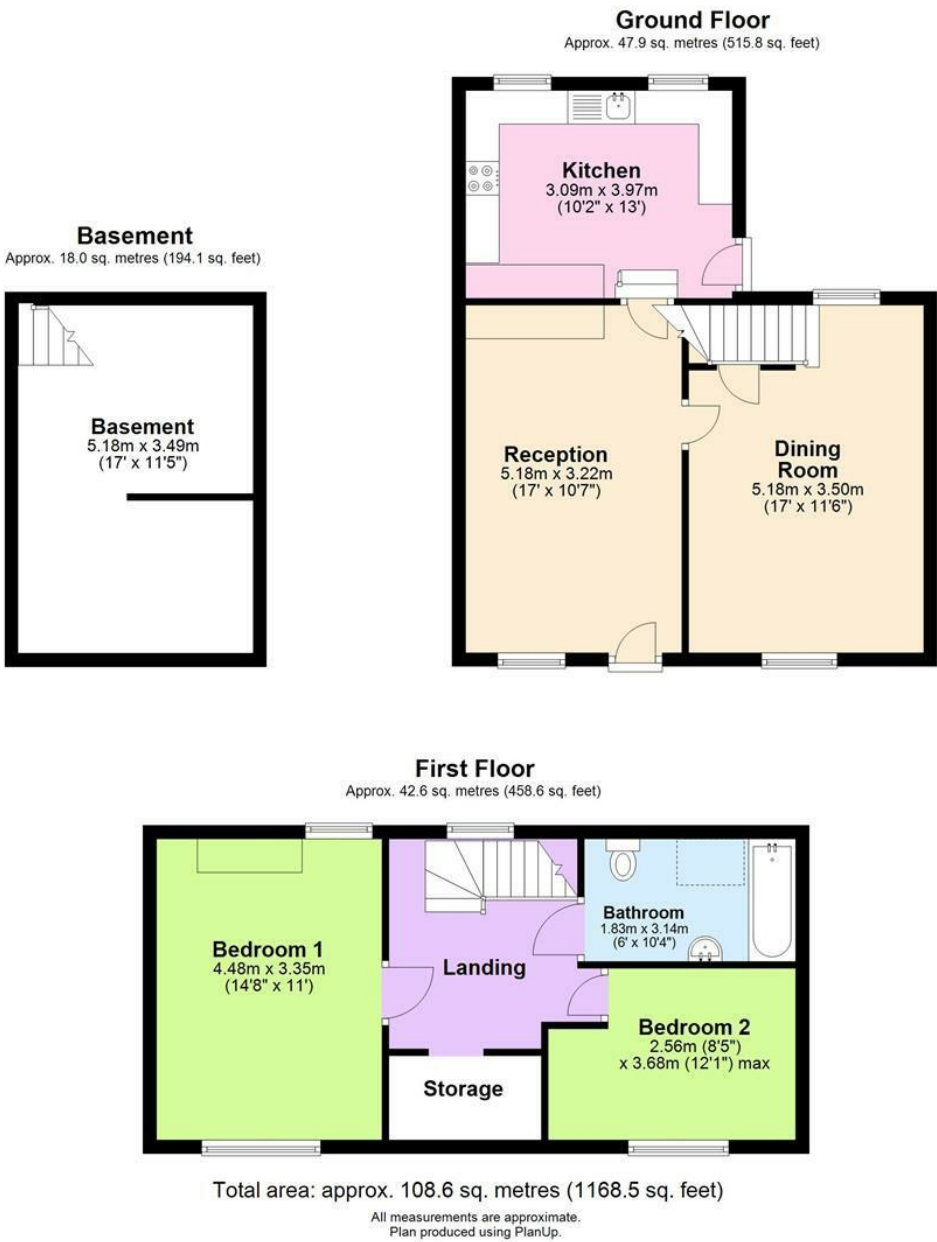 Ground Floor
Approx. 47.9 sq. metres (515.8 sq. feet)
Kitchen
3.09m x 3.97m
(10'2" x 13')
Basement
Approx. 18.0 sq. metres (194.1 sq. feet)
Basement
5.18m x 3.49m
(17' x 11'5")
Reception
5.18m x 3.22m
(17' x 10'7")
Dining
Room
5.18m x 3.50m
(17' x 11'6")
First Floor
Approx. 42.6 sq. metres (458.6 sq. feet)
Bedroom 1
4.48m x 3.35m
(14'8" x 11')
Landing
Bathroom
1.83m x 3.14m
(6' x 10'4")
Bedroom 2
2.56m (8'5")
x 3.68m (12'1") max
Storage
Total area: approx. 108.6 sq. metres (1168.5 sq. feet)
All measurements are approximate.
Plan produced using PlanUp.